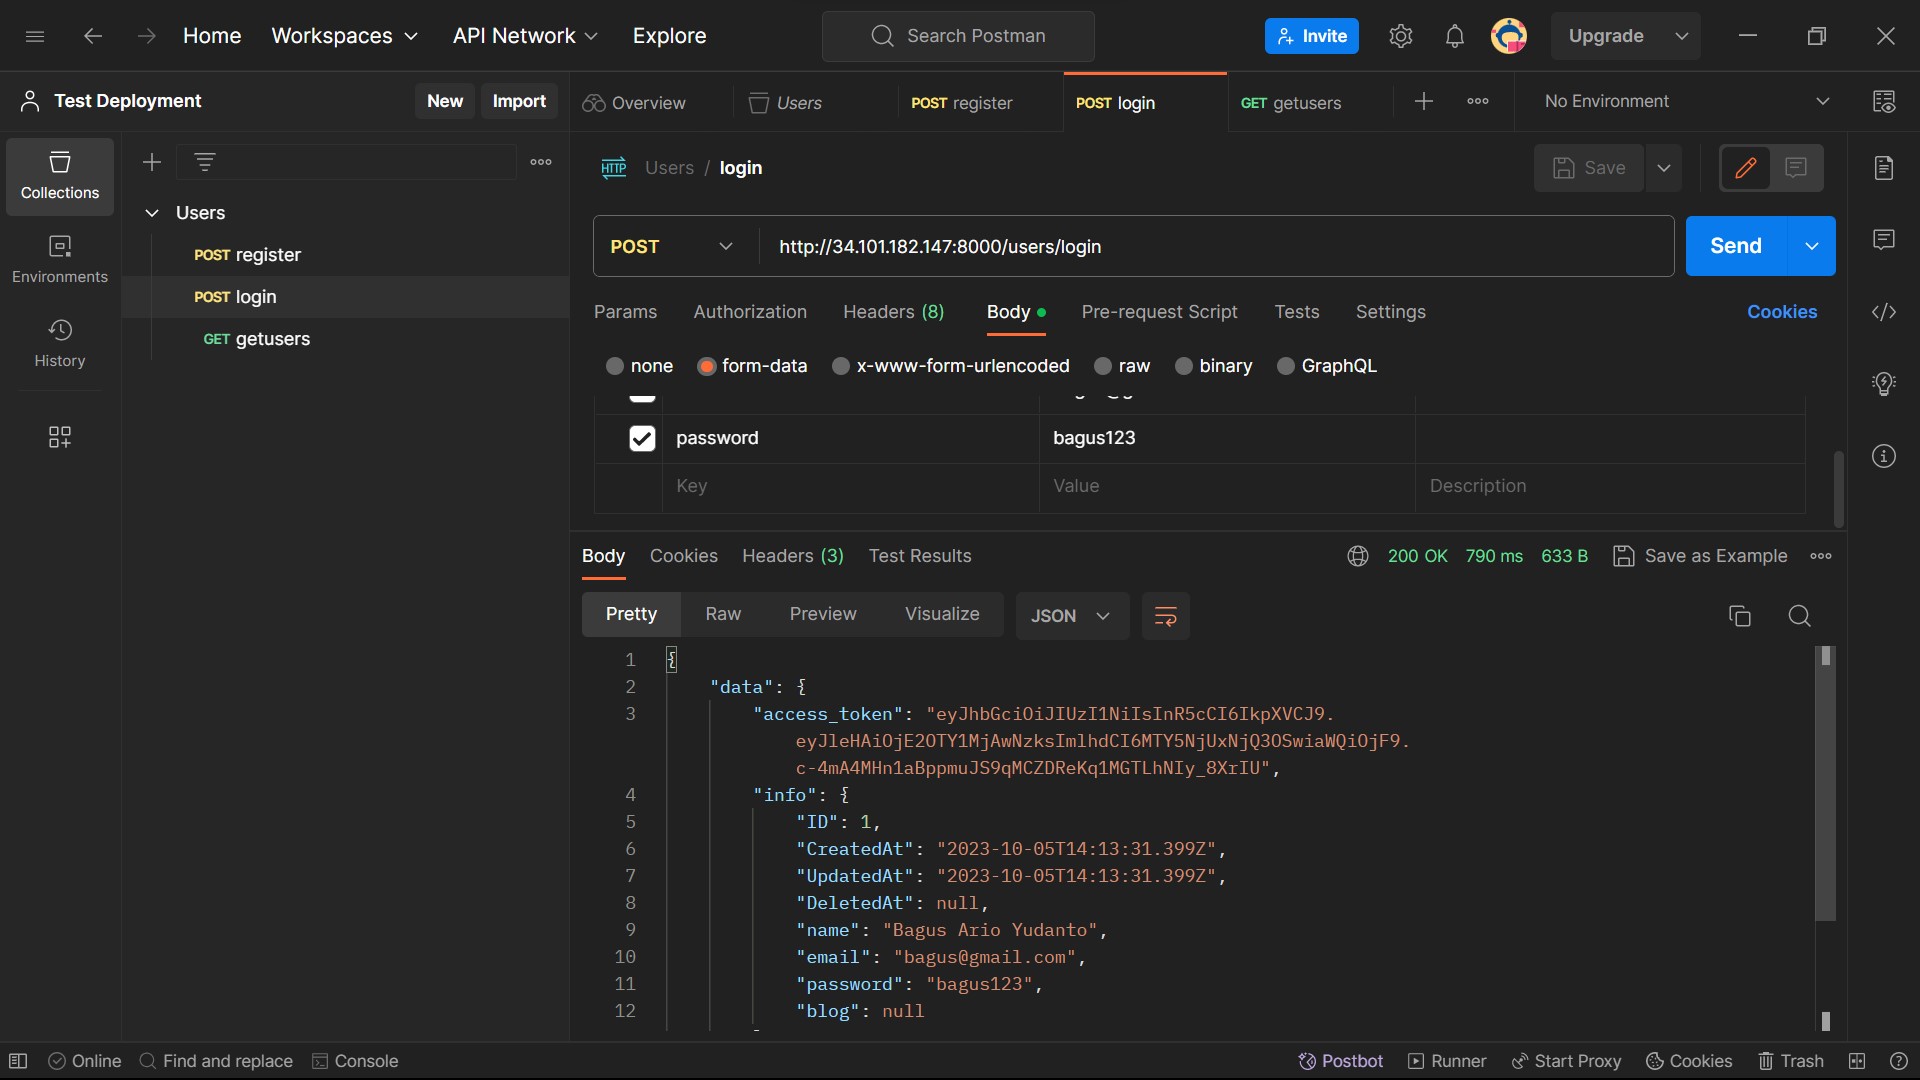 Home
Workspaces
API Network
Explore
Search Postman
Invite
Upgrade
Test Deployment
New
Import
Overview
Users
POST register
POST login
GET getusers
No Environment
Collections
Environments
History
Users
POST register
POST login
GET getusers
HTTP
Users / login
Save
POST
http://34.101.182.147:8000/users/login
Send
Params
Authorization
Headers (8)
Body
Pre-request Script
Tests
Settings
Cookies
none
form-data
x-www-form-urlencoded
raw
binary
GraphQL
password
bagus123
Key
Value
Description
Body
Cookies
Headers (3)
Test Results
200 OK
790 ms
633 B
Save as Example
Pretty
Raw
Preview
Visualize
JSON
1 {
2 "data": {
3 "access_token": "eyJhbGciOiJIUzI1NiIsInR5cCI6IkpXVCJ9.
eyJleHAiOjE2OTY1MjAwNzksImlhdCI6MTY5NjUxNjQ3OSwiaWQiOjF9.
c-4mA4MHn1aBppmuJS9qMCZDReKq1MGTLhNIy_8XrIU",
4 "info": {
5 "ID": 1,
6 "CreatedAt": "2023-10-05T14:13:31.399Z",
7 "UpdatedAt": "2023-10-05T14:13:31.399Z",
8 "DeletedAt": null,
9 "name": "Bagus Ario Yudanto",
10 "email": "bagus@gmail.com",
11 "password": "bagus123",
12 "blog": null
Online
Find and replace
Console
Postbot
Runner
Start Proxy
Cookies
Trash